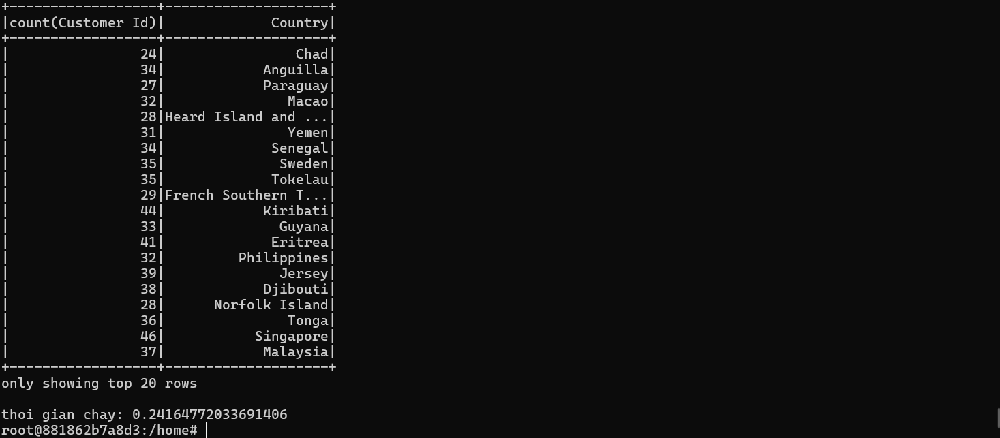 +------------------+--------------------+
|count(Customer Id)|             Country|
+------------------+--------------------+
|                24|                Chad|
|                34|            Anguilla|
|                27|            Paraguay|
|                32|               Macao|
|                28|Heard Island and ...|
|                31|               Yemen|
|                34|             Senegal|
|                35|              Sweden|
|                35|             Tokelau|
|                29|French Southern T...|
|                44|            Kiribati|
|                33|              Guyana|
|                41|             Eritrea|
|                32|         Philippines|
|                39|              Jersey|
|                38|            Djibouti|
|                28|      Norfolk Island|
|                36|               Tonga|
|                46|           Singapore|
|                37|            Malaysia|
+------------------+--------------------+
only showing top 20 rows

thoi gian chay: 0.24164772033691406
root@881862b7a8d3:/home#